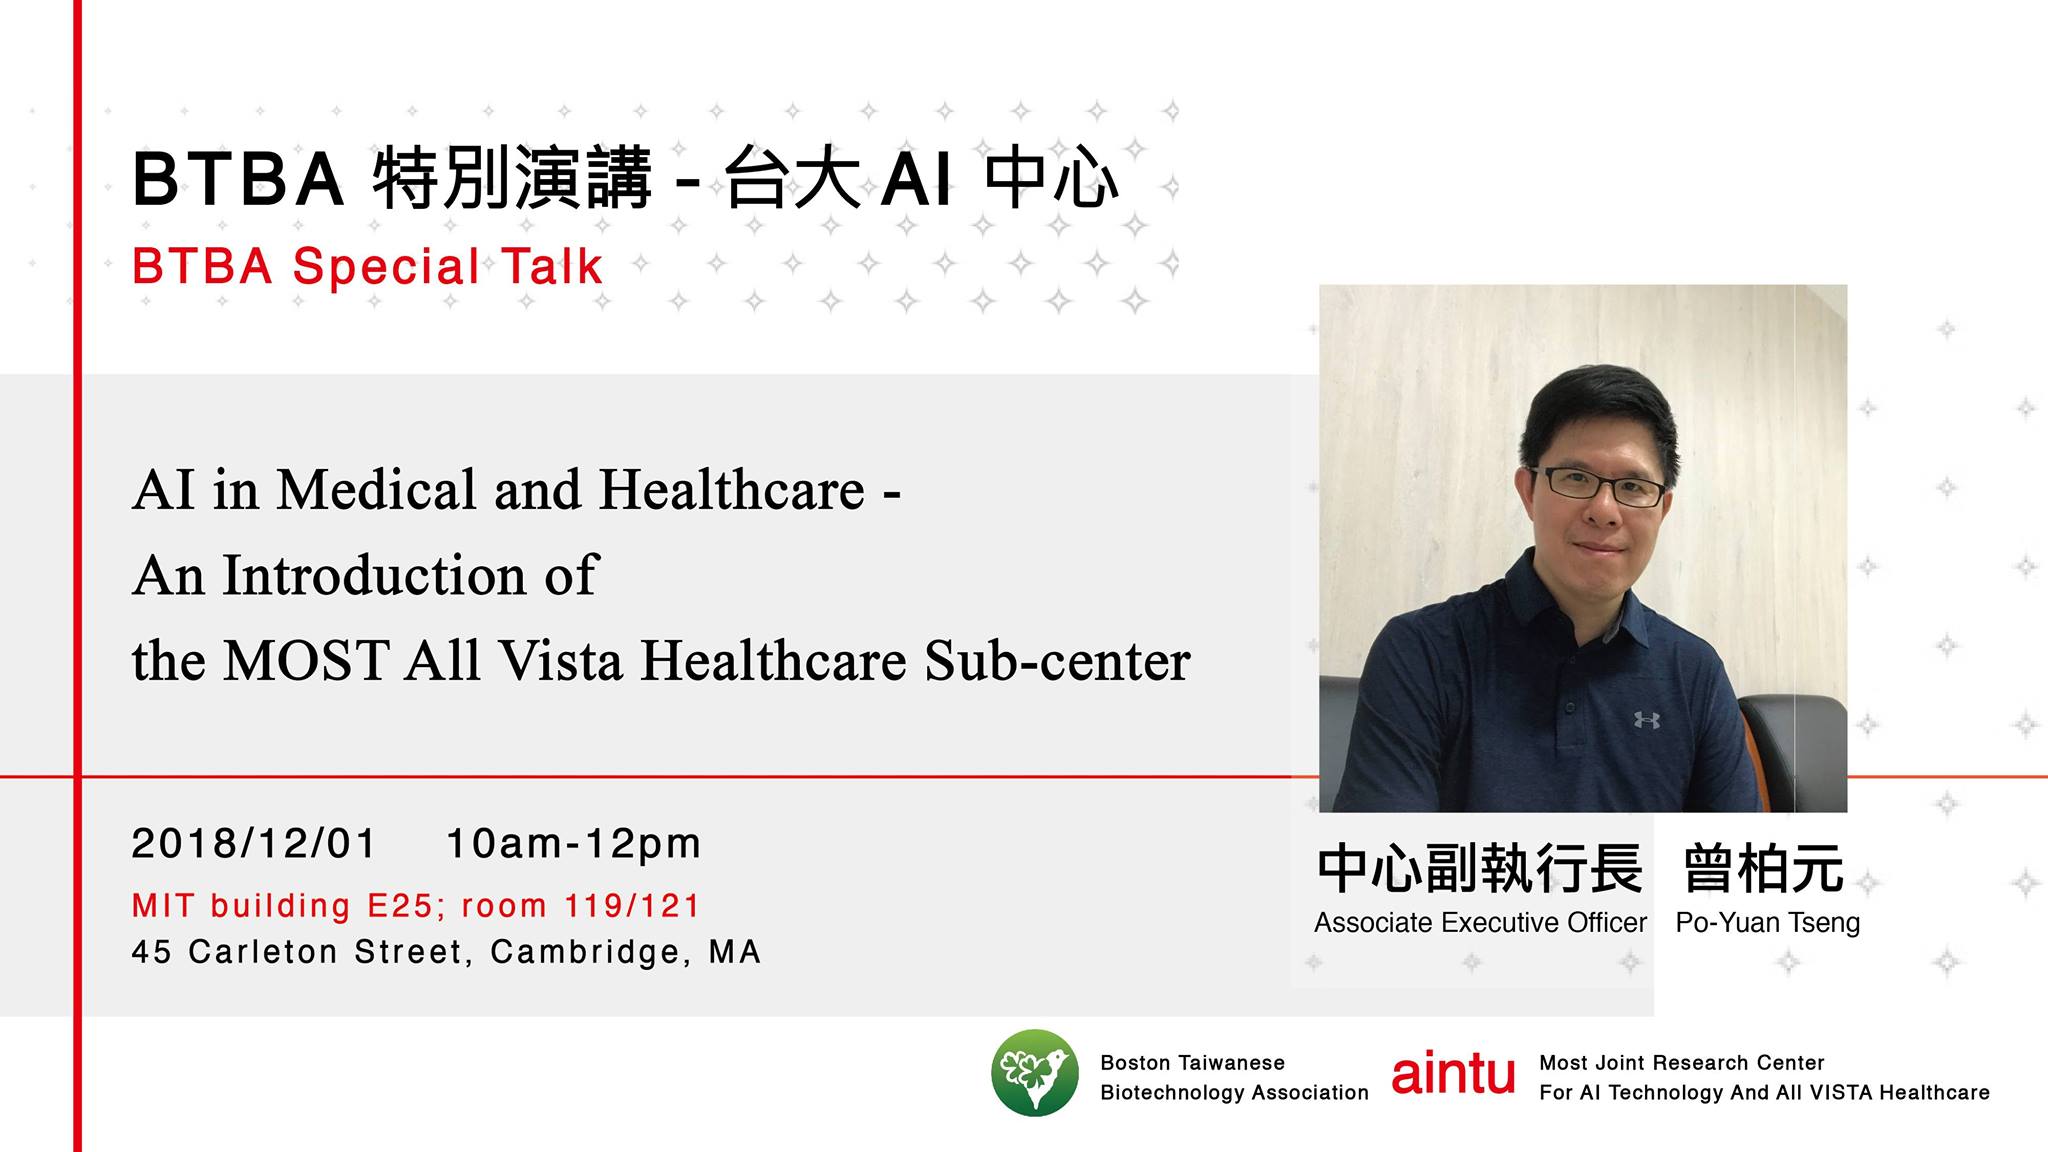 BTBA 特別演講 - 台大 AI 中心
BTBA Special Talk
AI in Medical and Healthcare -
An Introduction of
the MOST All Vista Healthcare Sub-center
2018/12/01 10am-12pm
MIT building E25; room 119/121
45 Carleton Street, Cambridge, MA
中心副執行長 曾柏元
Associate Executive Officer Po-Yuan Tseng
Boston Taiwanese
Biotechnology Association
aintu
Most Joint Research Center
For AI Technology And All VISTA Healthcare